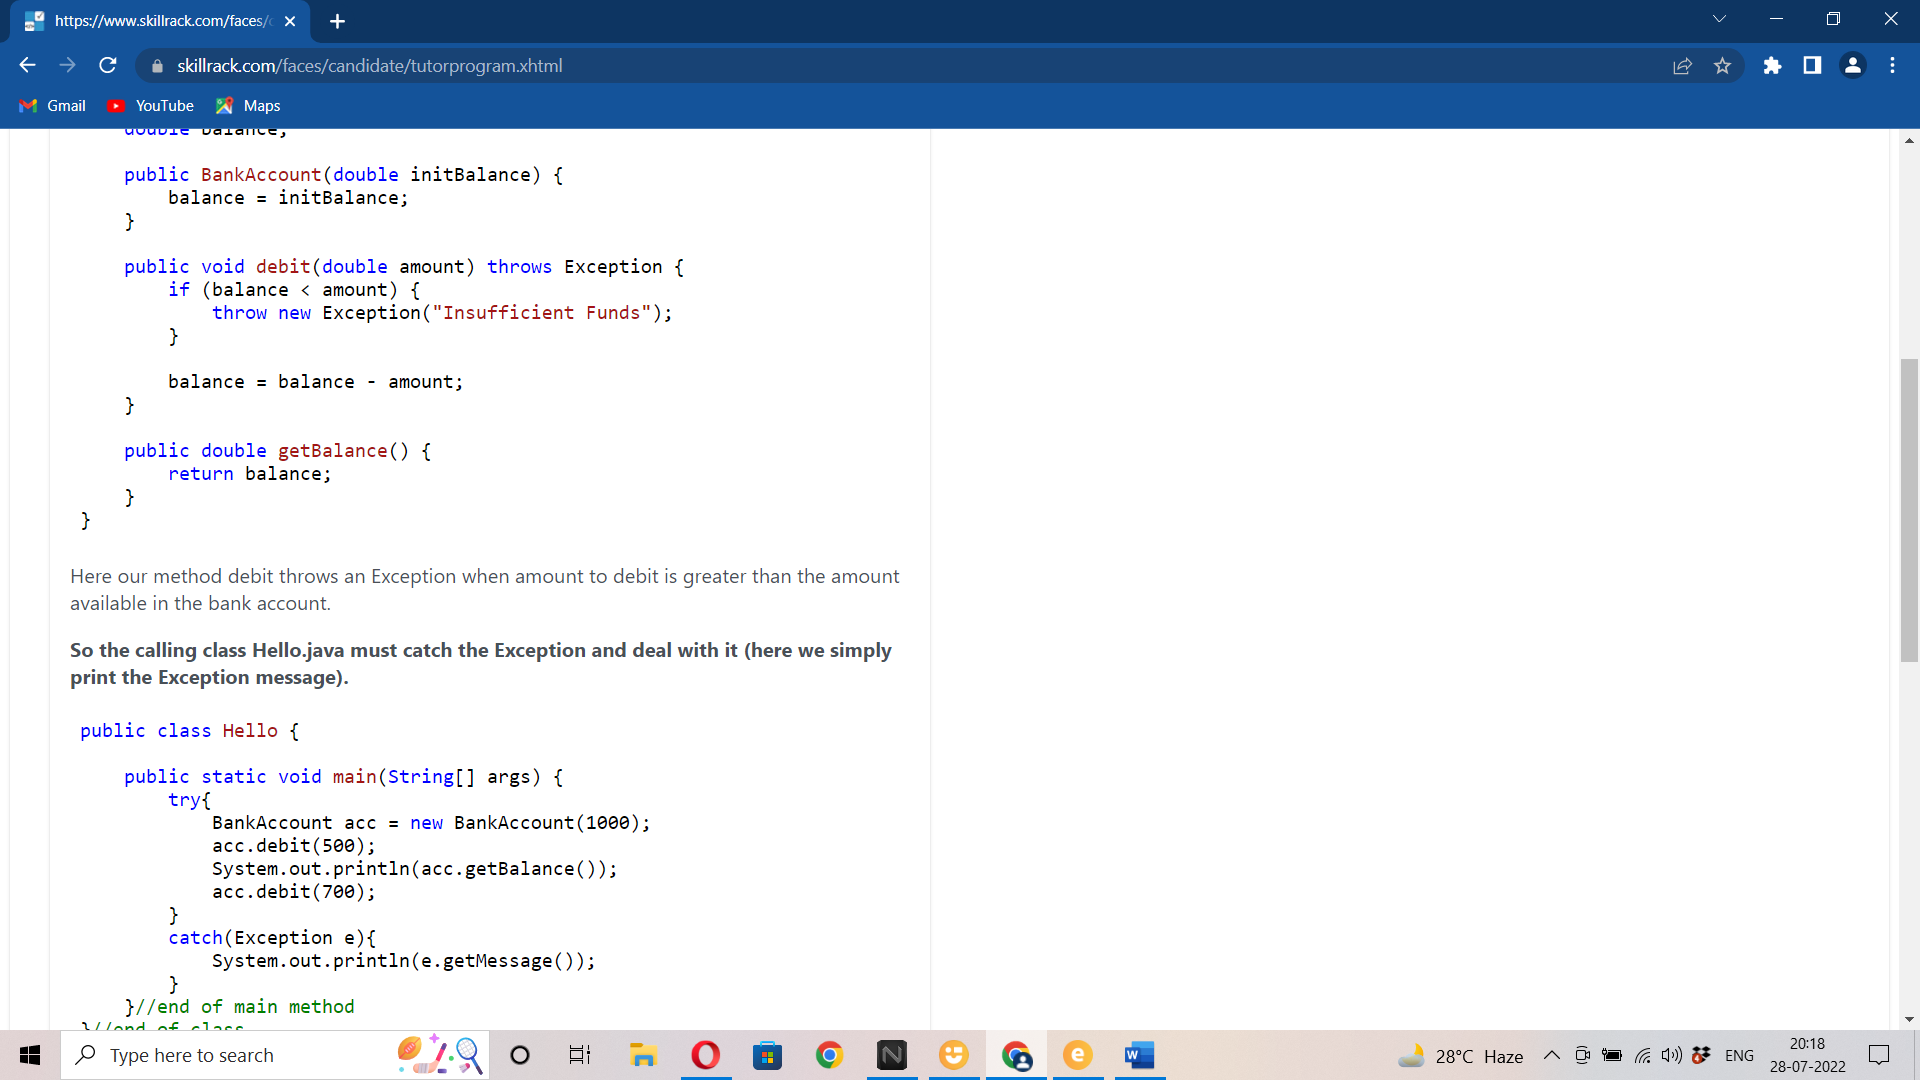 https://www.skillrack.com/faces/c
skillrack.com/faces/candidate/tutorprogram.xhtml
Gmail YouTube Maps
double balance;
public BankAccount(double initBalance) {
balance = initBalance;
}
public void debit(double amount) throws Exception {
if (balance < amount) {
throw new Exception("Insufficient Funds");
}
balance = balance - amount;
}
public double getBalance() {
return balance;
}
}
Here our method debit throws an Exception when amount to debit is greater than the amount
available in the bank account.
So the calling class Hello.java must catch the Exception and deal with it (here we simply
print the Exception message).
public class Hello {
public static void main(String[] args) {
try{
BankAccount acc = new BankAccount(1000);
acc.debit(500);
System.out.println(acc.getBalance());
acc.debit(700);
}
catch(Exception e){
System.out.println(e.getMessage());
}
}//end of main method
}//end of class
Type here to search
28°C Haze
ENG
20:18
28-07-2022